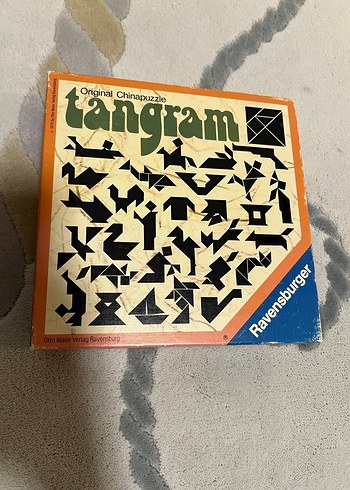 Original Chinapuzzle
tangram
Ravensburger
Otto Maier Verlag Ravensburg